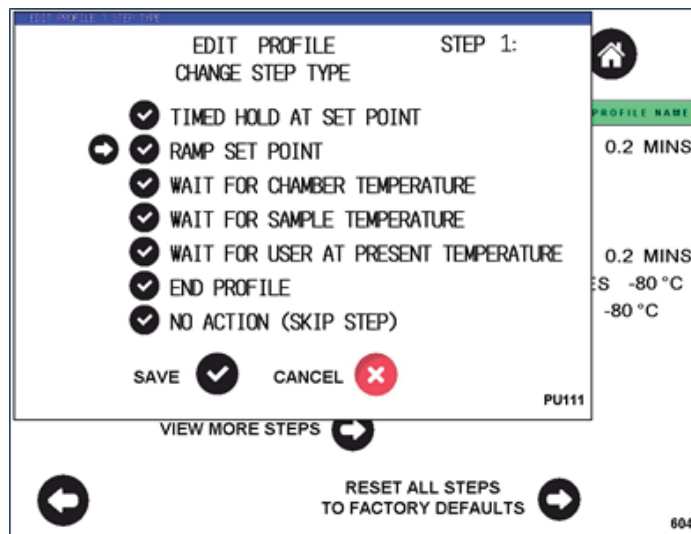 EDIT PROFILE 1 STEP TYPE
EDIT PROFILE STEP 1:
CHANGE STEP TYPE
TIMED HOLD AT SET POINT
RAMP SET POINT
WAIT FOR CHAMBER TEMPERATURE
WAIT FOR SAMPLE TEMPERATURE
WAIT FOR USER AT PRESENT TEMPERATURE
END PROFILE
NO ACTION (SKIP STEP)
SAVE CANCEL
PU111
PROFILE NAME
0.2 MINS
0.2 MINS
ES -80 °C
-80 °C
VIEW MORE STEPS
RESET ALL STEPS
TO FACTORY DEFAULTS
604